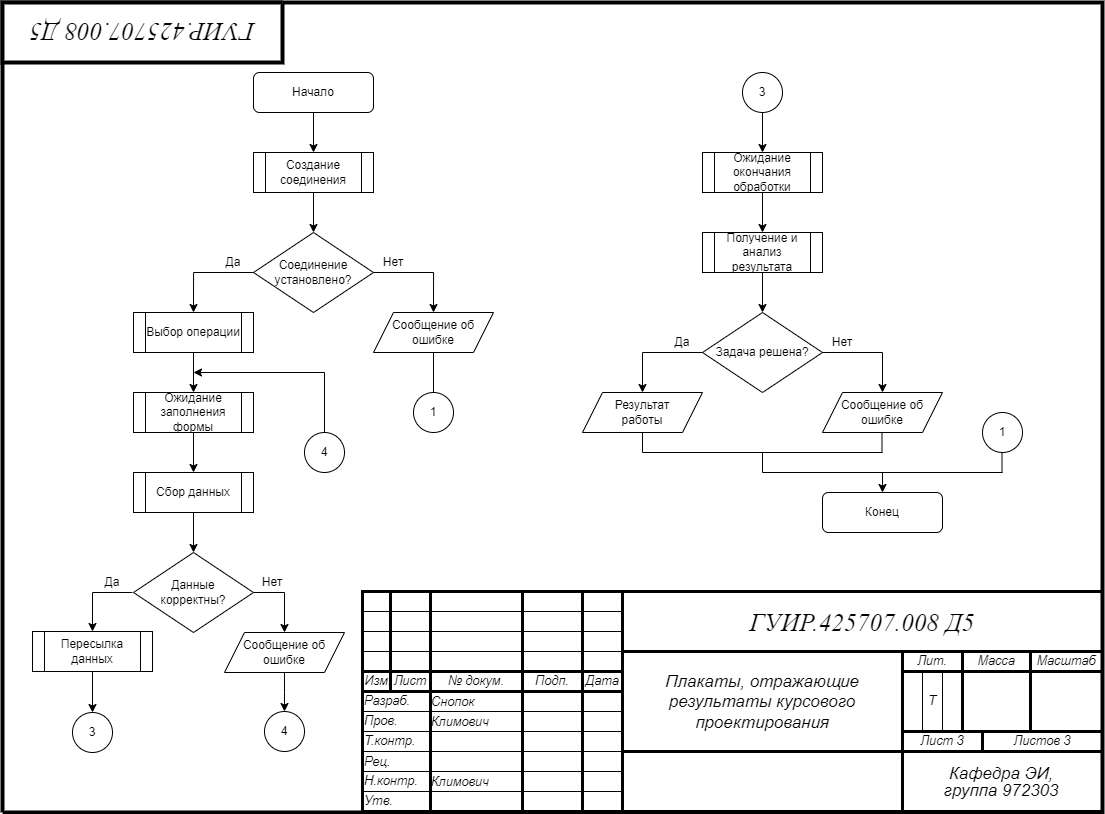 ГУИР.425707.008 Д5
Начало
Создание
соединения
Соединение
установлено?
Да
Нет
Выбор операции
Сообщение об
ошибке
1
Ожидание
заполнения
формы
4
Сбор данных
Данные
корректны?
Да
Нет
Пересылка
данных
Сообщение об
ошибке
3
4
3
Ожидание
окончания
обработки
Получение и
анализ
результата
Задача решена?
Да
Нет
Результат
работы
Сообщение об
ошибке
1
Конец
ГУИР.425707.008 Д5
Изм Лист № докум. Подп. Дата
Разраб. Снопок
Пров. Климович
Т.контр.
Рец.
Н.контр. Климович
Утв.
Плакаты, отражающие
результаты курсового
проектирования
Лит. Масса Масштаб
Т
Лист 3 Листов 3
Кафедра ЭИ,
группа 972303